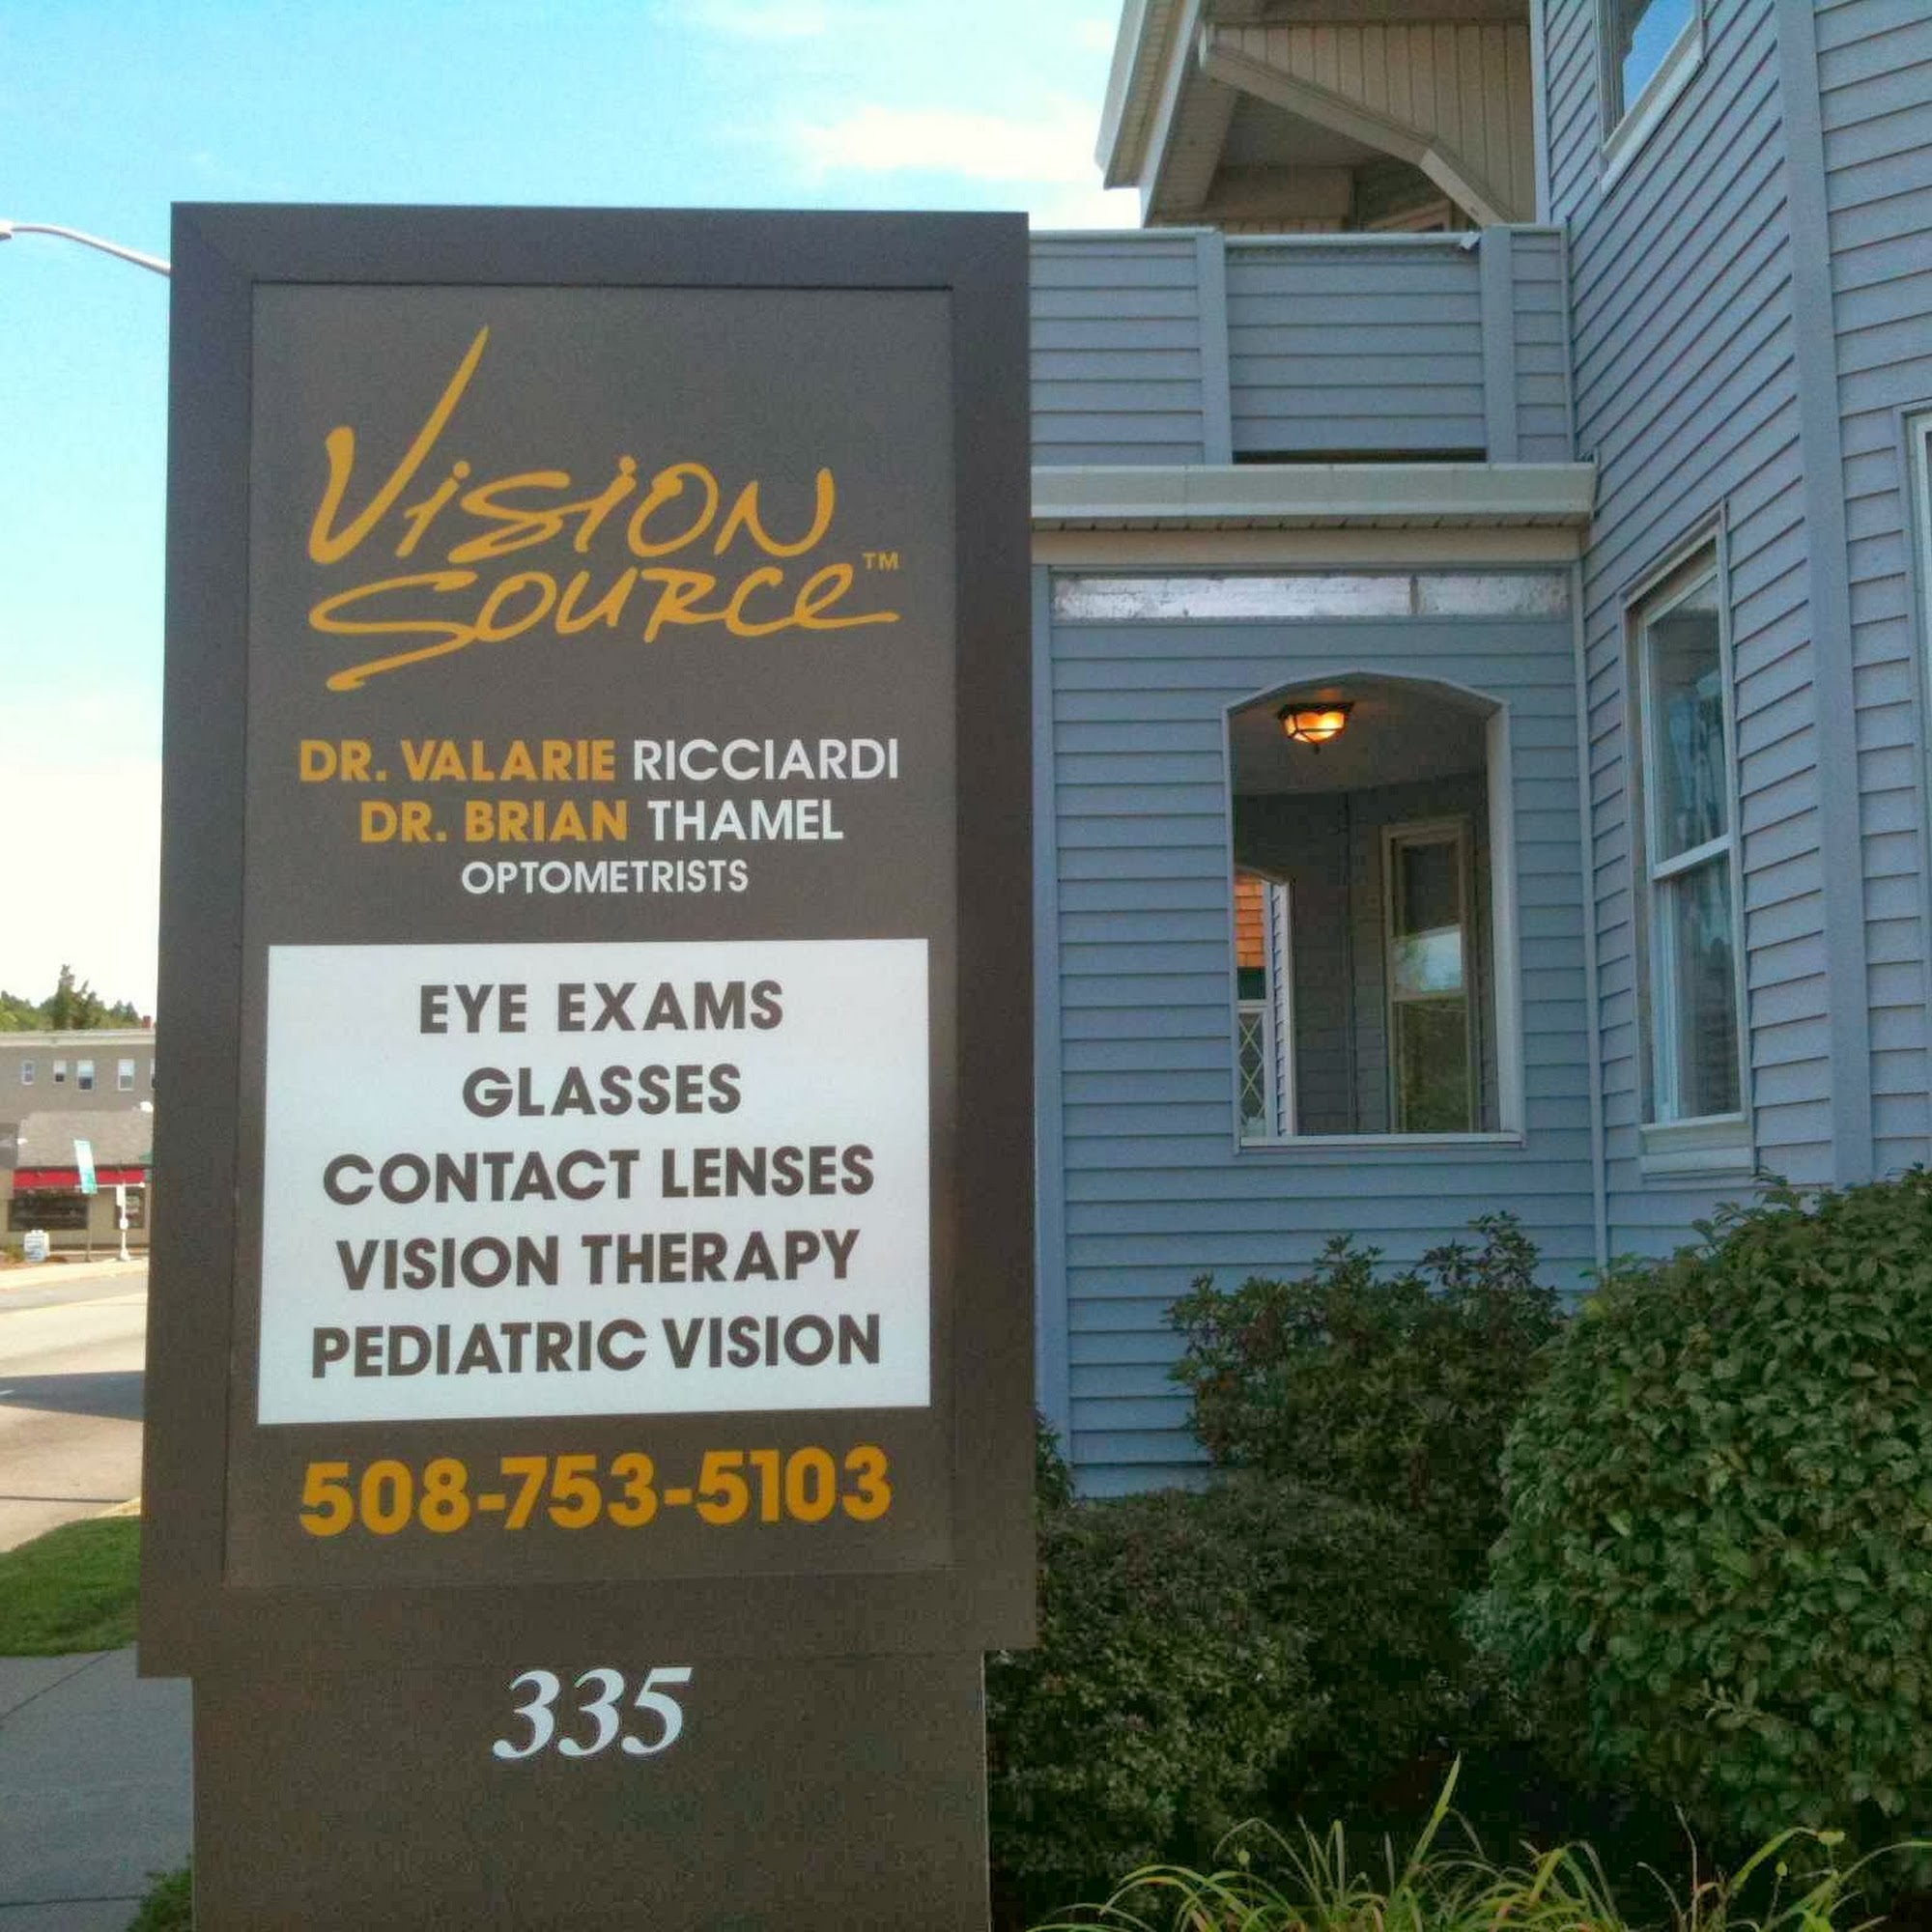 Vision
Source™
DR. VALARIE RICCIARDI
DR. BRIAN THAMEL
OPTOMETRISTS
EYE EXAMS
GLASSES
CONTACT LENSES
VISION THERAPY
PEDIATRIC VISION
508-753-5103
335